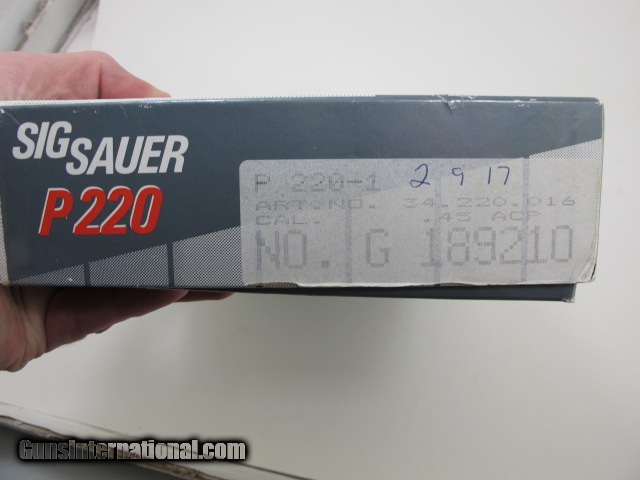 SIG SAUER
P220
P 220-1 2 9 17
ART.NO. 34.220.016
CAL. .45 ACP
NO. G 189210
GunsInternational.com